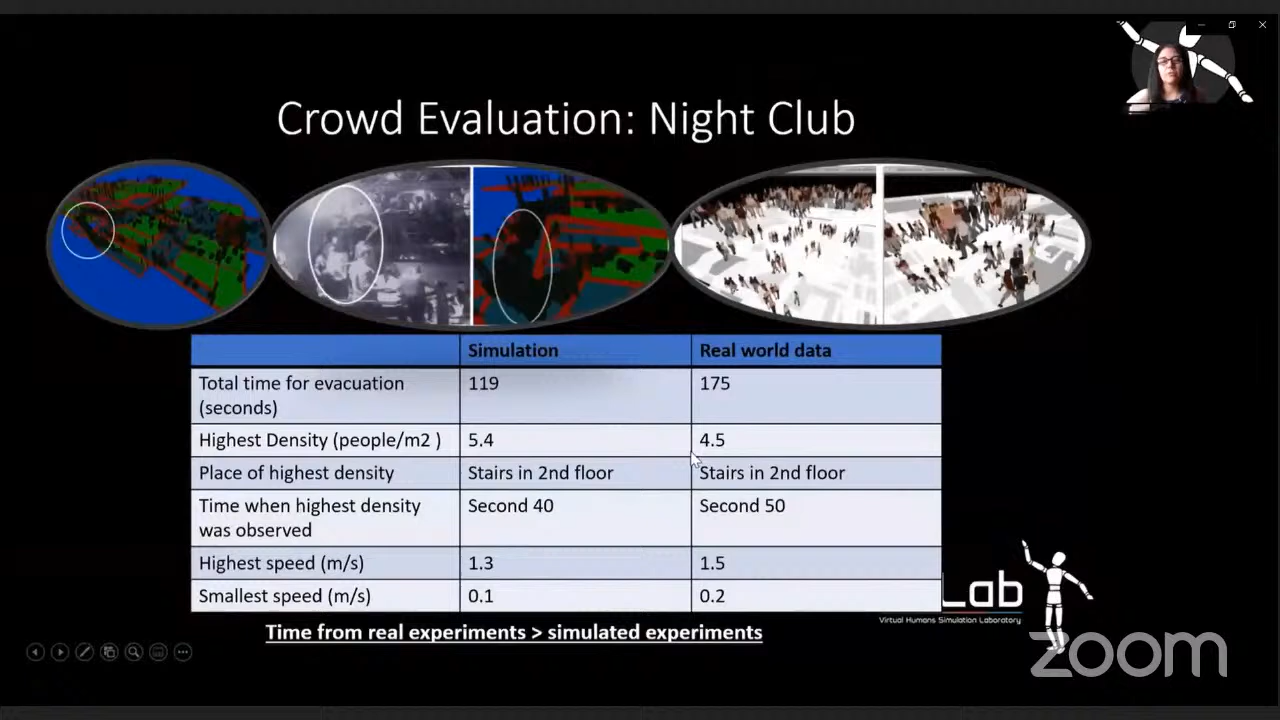 Crowd Evaluation: Night Club
Simulation
Real world data
Total time for evacuation
(seconds)
119
175
Highest Density (people/m2 )
5.4
4.5
Place of highest density
Stairs in 2nd floor
Stairs in 2nd floor
Time when highest density
was observed
Second 40
Second 50
Highest speed (m/s)
1.3
1.5
Smallest speed (m/s)
0.1
0.2
Time from real experiments > simulated experiments
Lab
Virtual Humans Simulation Laboratory
zoom